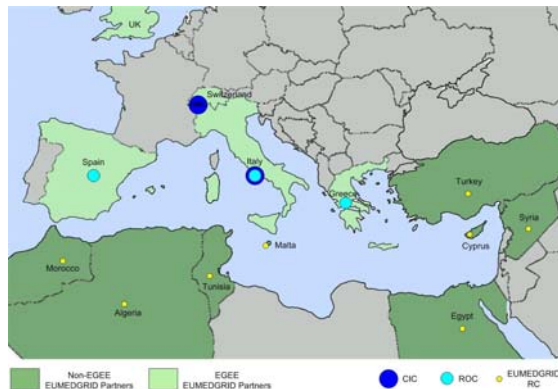 UK
Switzerland
Spain
Italy
Greece
Turkey
Syria
Cyprus
Malta
Morocco
Tunisia
Algeria
Egypt
Non-EGEE
EUMEDGRID Partners
EGEE
EUMEDGRID Partners
CIC
ROC
EUMEDGRID
RC